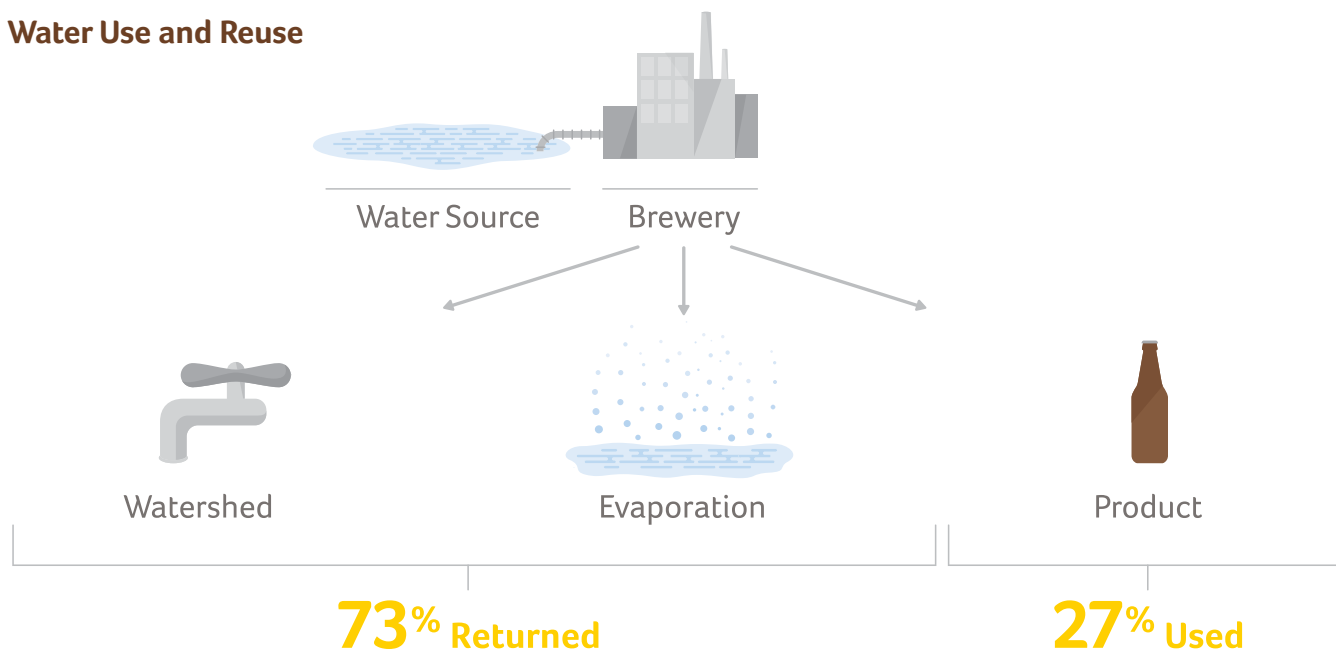 Water Use and Reuse
Water Source
Brewery
Watershed
Evaporation
Product
73% Returned
27% Used